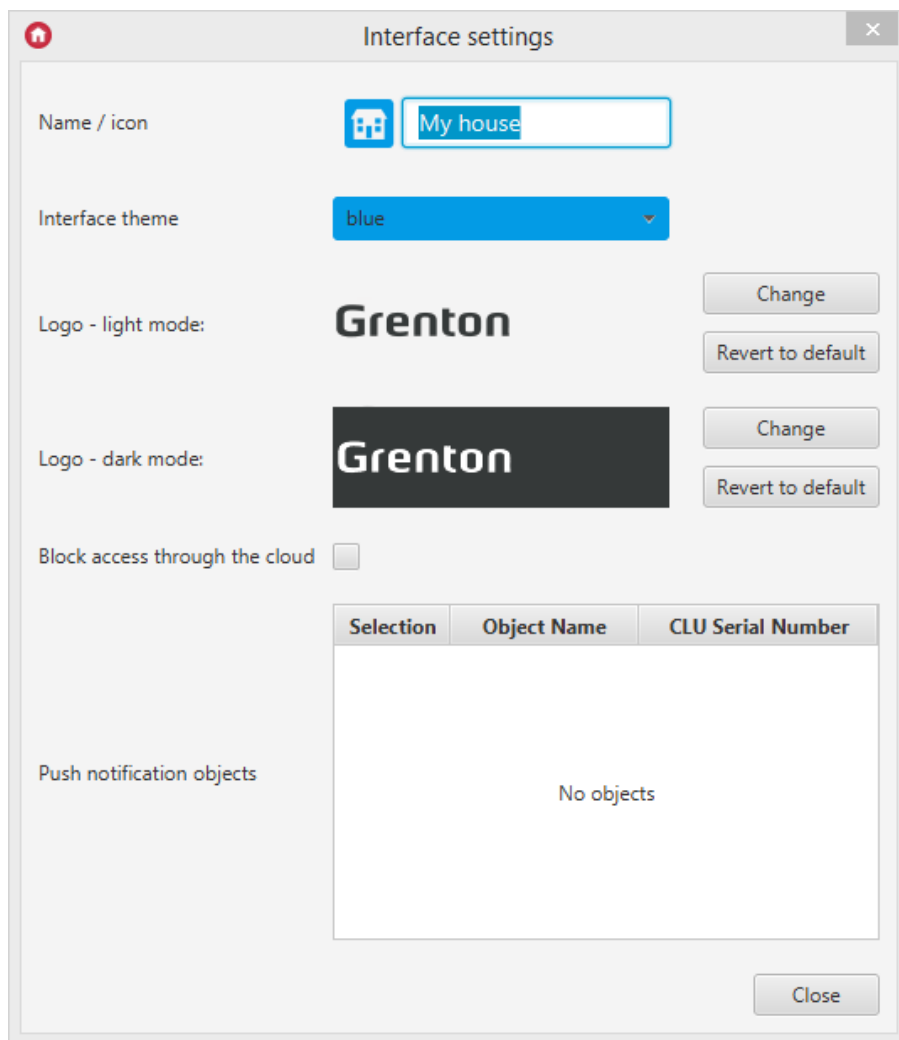 Interface settings
Name / icon
My house
Interface theme
blue
Logo - light mode:
Grenton
Change
Revert to default
Logo - dark mode:
Grenton
Change
Revert to default
Block access through the cloud
Push notification objects
Selection Object Name CLU Serial Number
No objects
Close